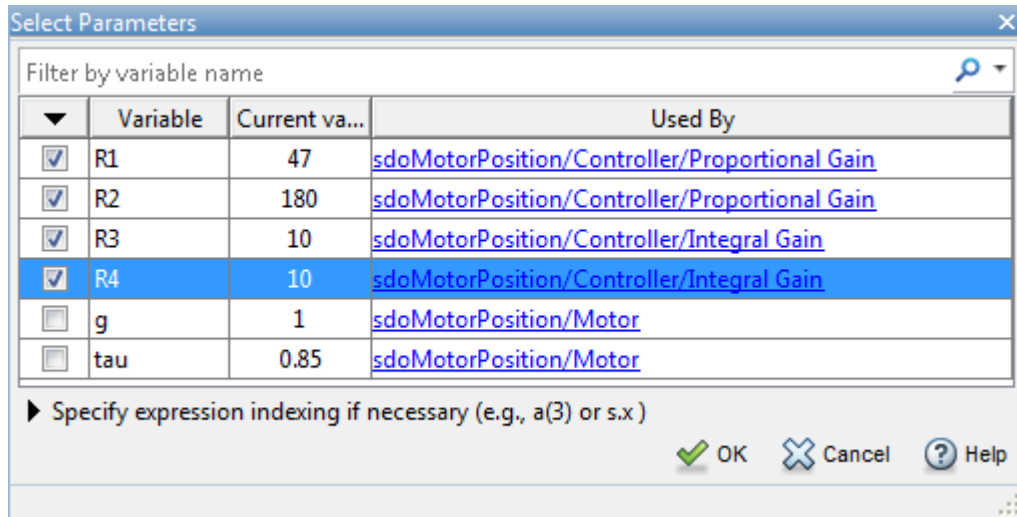 Select Parameters
Filter by variable name
Variable Current va... Used By
R1 47 sdoMotorPosition/Controller/Proportional Gain
R2 180 sdoMotorPosition/Controller/Proportional Gain
R3 10 sdoMotorPosition/Controller/Integral Gain
R4 10 sdoMotorPosition/Controller/Integral Gain
g 1 sdoMotorPosition/Motor
tau 0.85 sdoMotorPosition/Motor
Specify expression indexing if necessary (e.g., a(3) or s.x )
OK Cancel Help